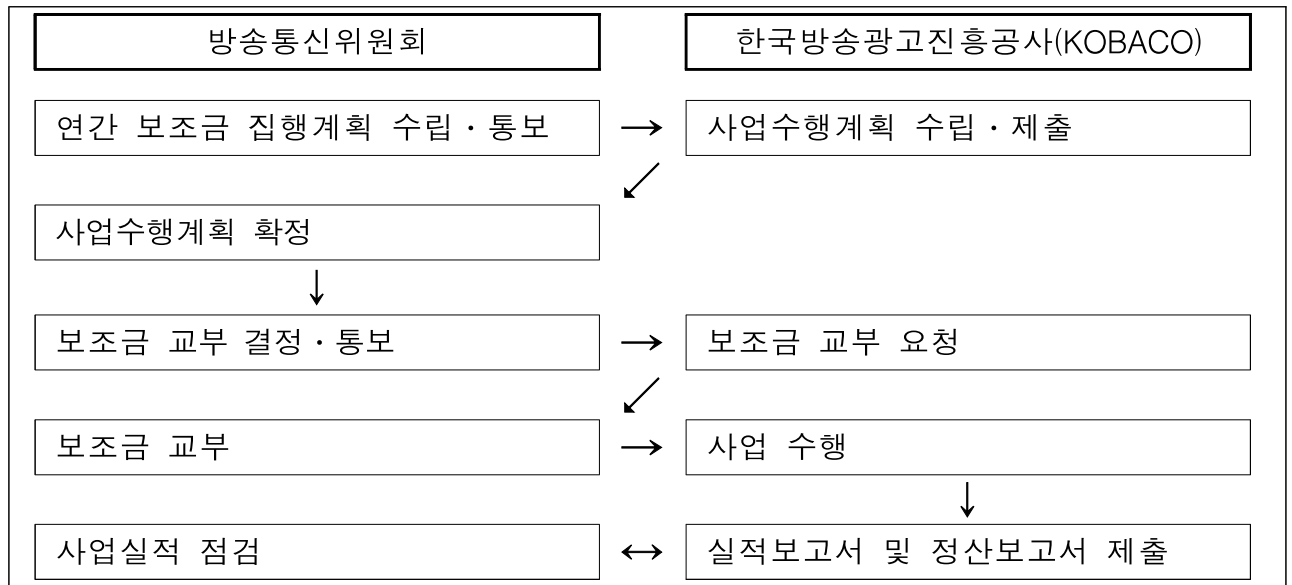 방송통신위원회
한국방송광고진흥공사(KOBACO)
연간 보조금 집행계획 수립·통보 → 사업수행계획 수립·제출
↙
사업수행계획 확정
↓
보조금 교부 결정·통보 → 보조금 교부 요청
↙
보조금 교부 → 사업 수행
↓
사업실적 점검 ↔ 실적보고서 및 정산보고서 제출